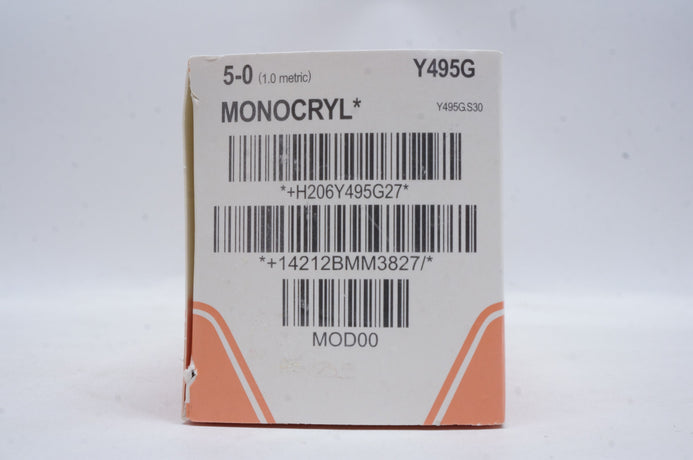 5-0 (1.0 metric) Y495G
MONOCRYL* Y495G.S30
*+H206Y495G27*
*+14212BMM3827/*
MOD00